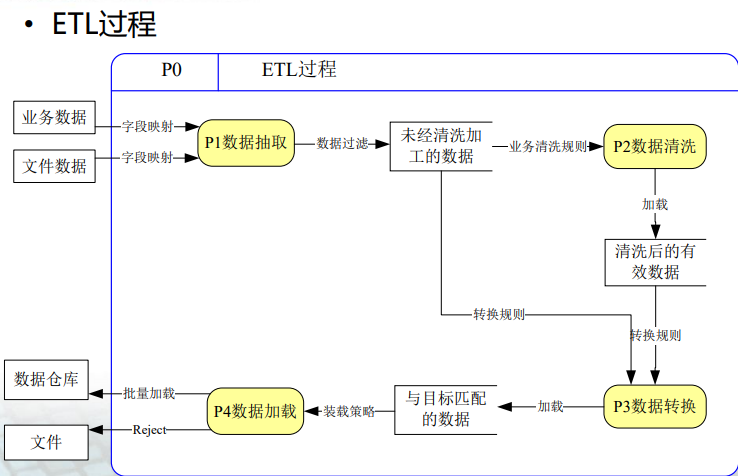 • ETL过程
P0
ETL过程
业务数据
字段映射
文件数据
字段映射
P1数据抽取
数据过滤
未经清洗加
工的数据
业务清洗规则
P2数据清洗
加载
清洗后的有
效数据
转换规则
转换规则
P3数据转换
加载
与目标匹配
的数据
装载策略
P4数据加载
批量加载
数据仓库
Reject
文件